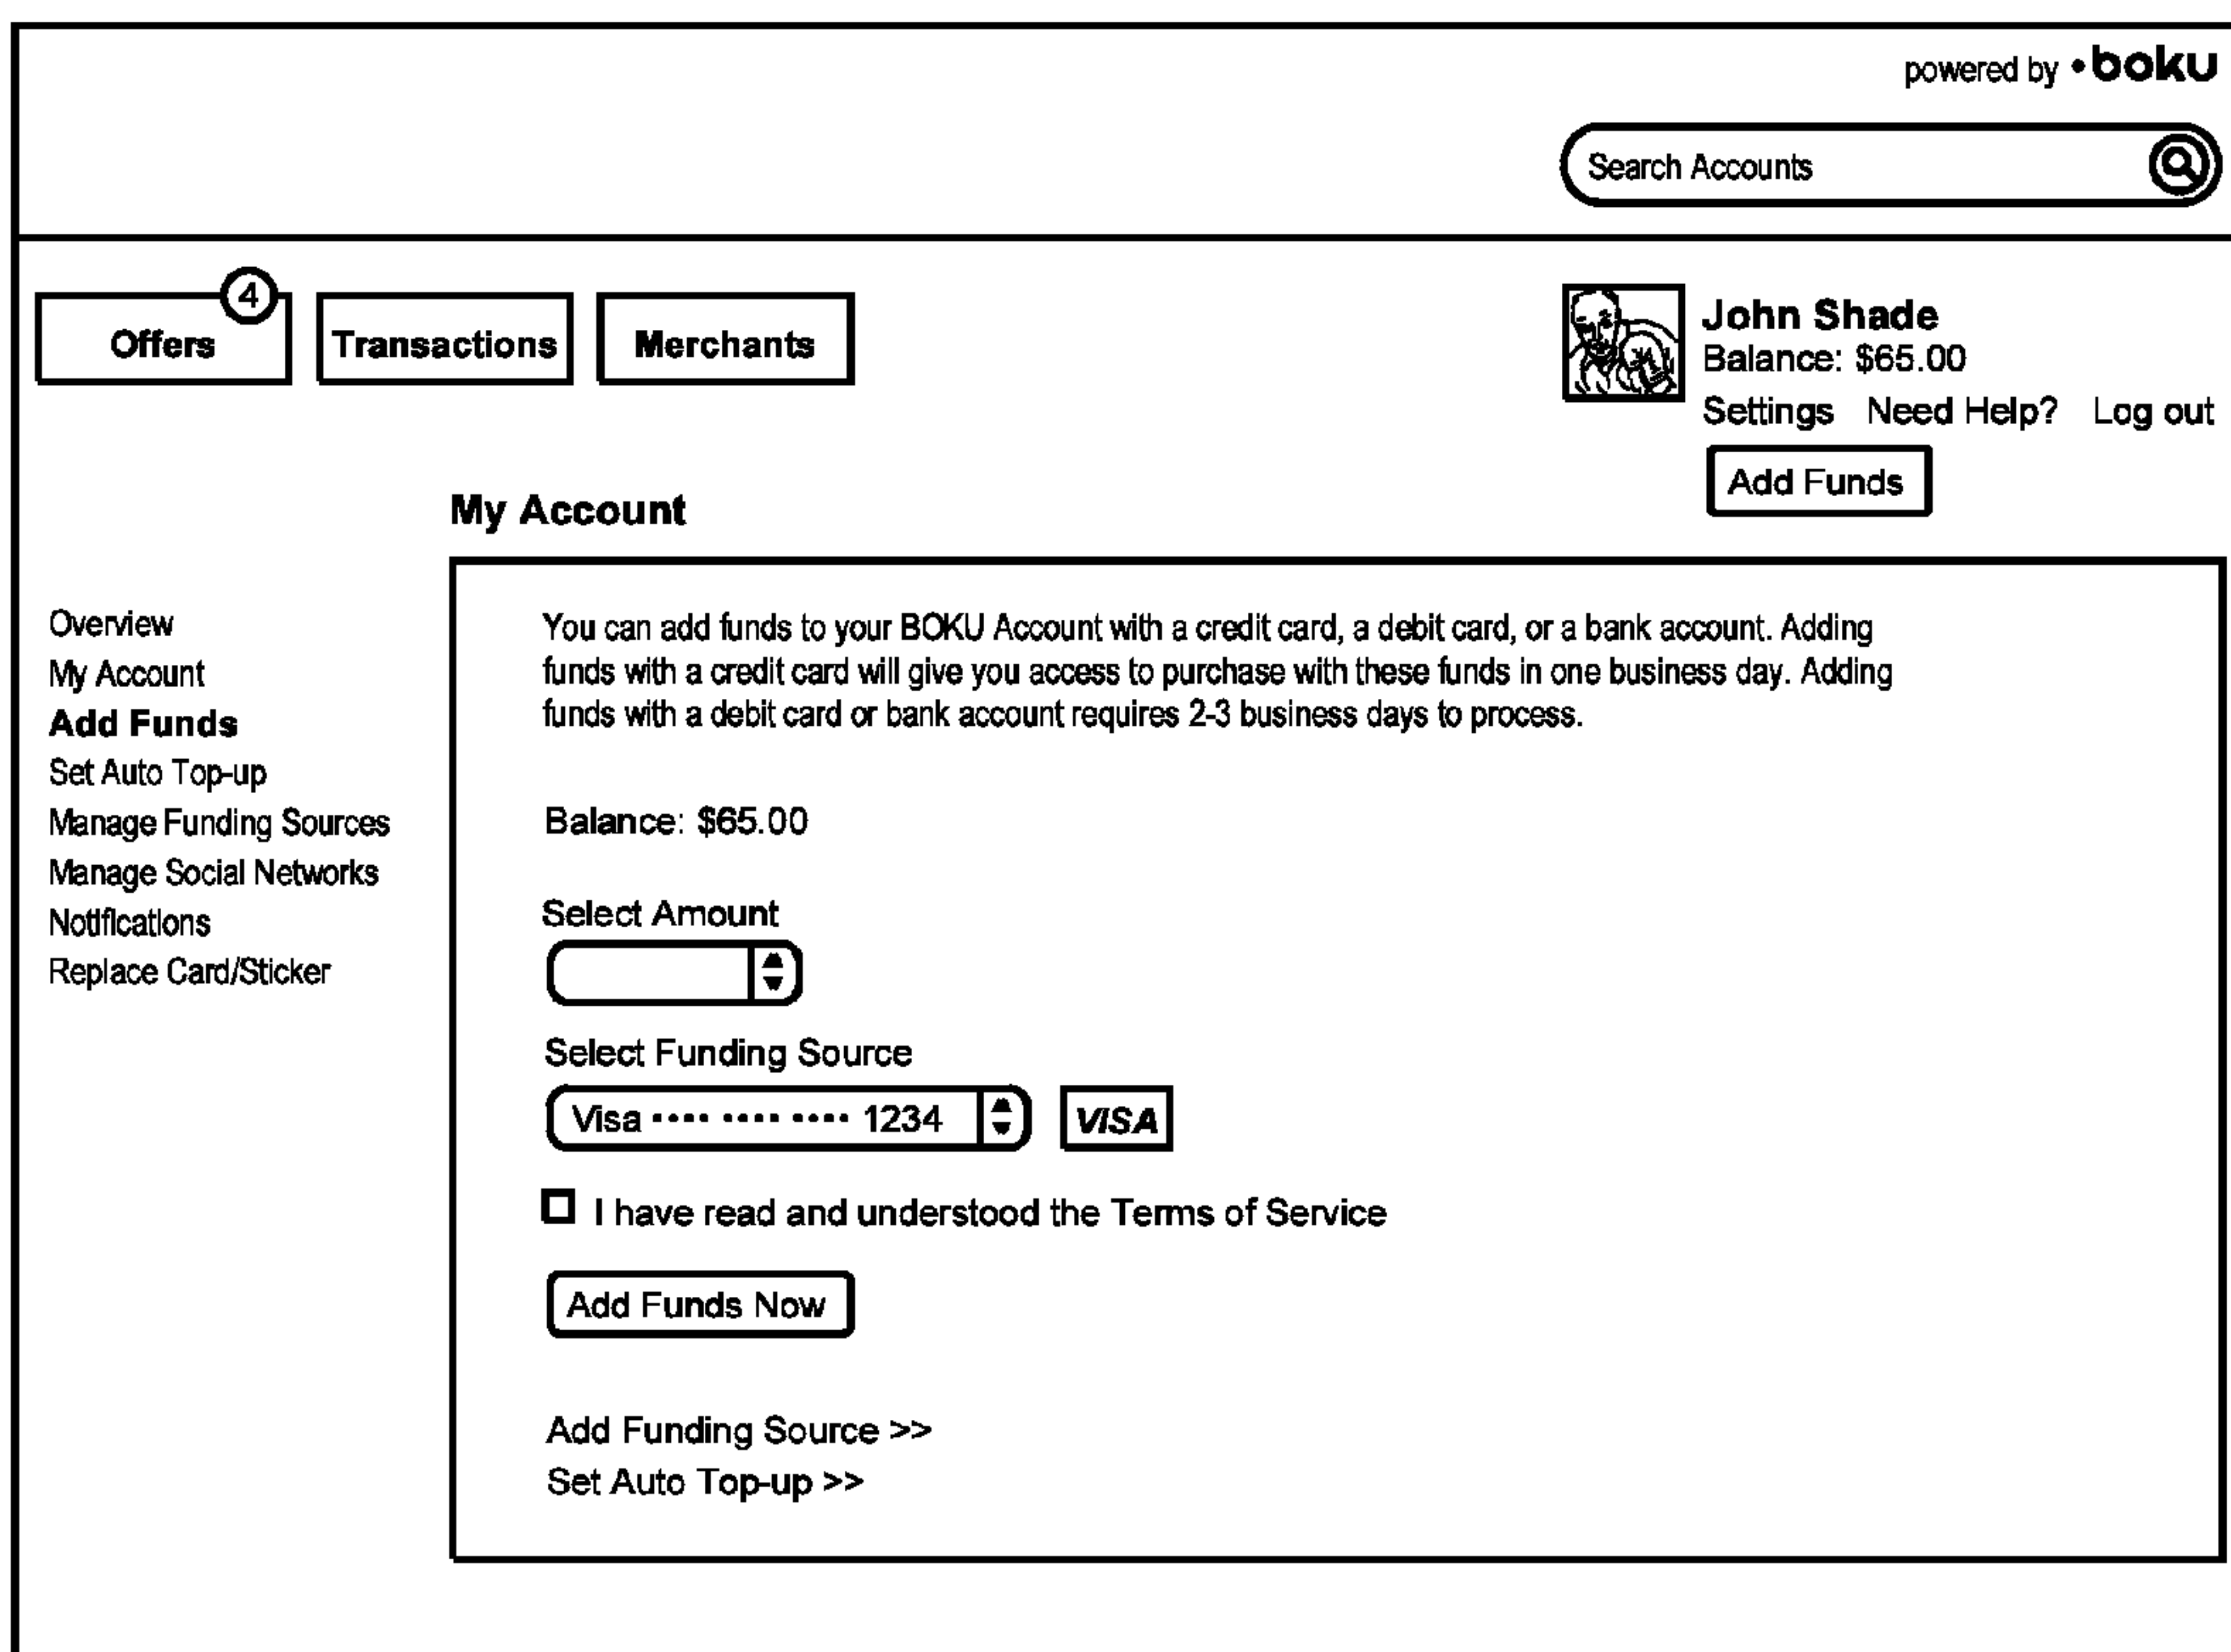 powered by •boku
Search Accounts
4
Offers
Transactions
Merchants
John Shade
Balance: $65.00
Settings Need Help? Log out
Add Funds
My Account
Overview
My Account
Add Funds
Set Auto Top-up
Manage Funding Sources
Manage Social Networks
Notifications
Replace Card/Sticker
You can add funds to your BOKU Account with a credit card, a debit card, or a bank account. Adding
funds with a credit card will give you access to purchase with these funds in one business day. Adding
funds with a debit card or bank account requires 2-3 business days to process.
Balance: $65.00
Select Amount
Select Funding Source
Visa •••• •••• •••• 1234
VISA
I have read and understood the Terms of Service
Add Funds Now
Add Funding Source >>
Set Auto Top-up >>